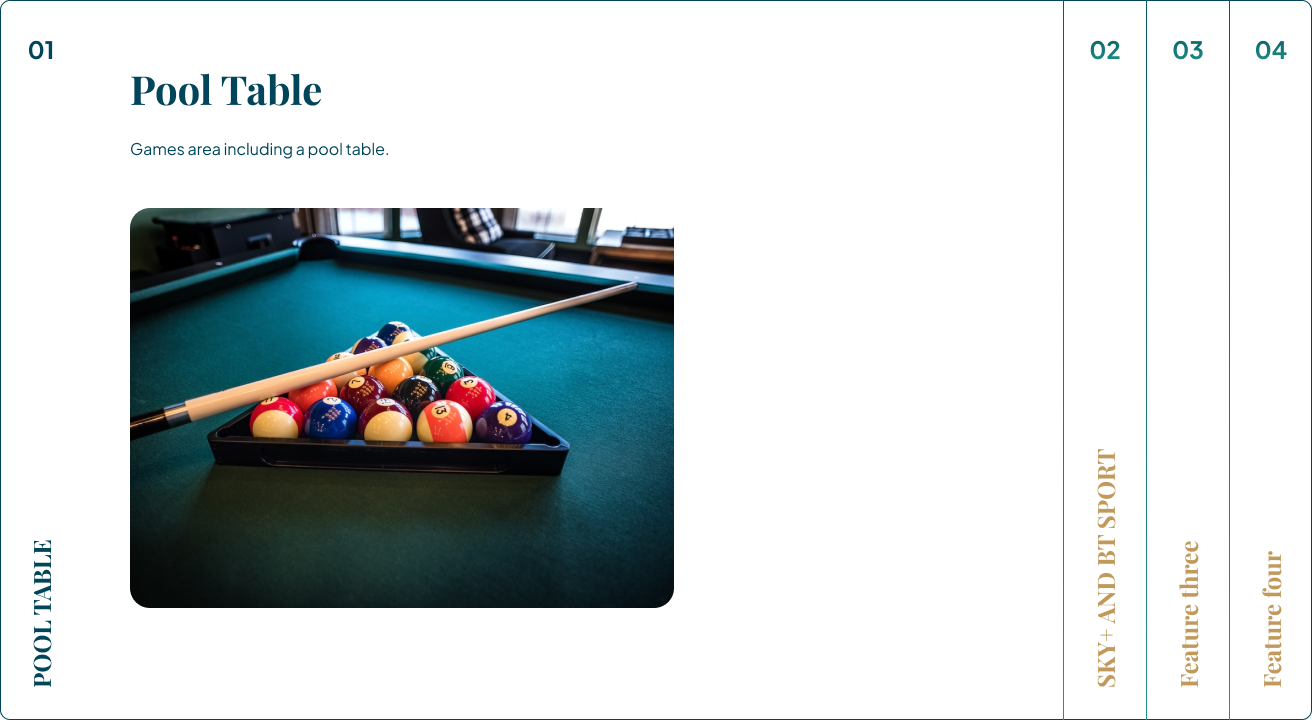 01
Pool Table
Games area including a pool table.
POOL TABLE
02
SKY+ AND BT SPORT
03
Feature three
04
Feature four